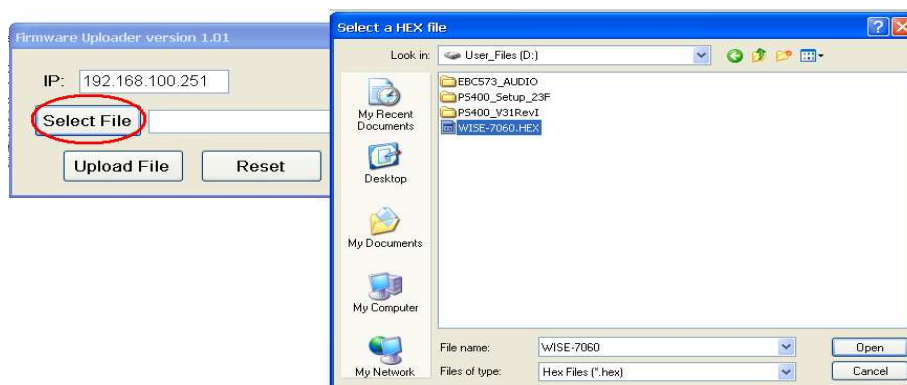 Firmware Uploader version 1.01
IP: 192.168.100.251
Select File
Upload File
Reset
Select a HEX file
Look in: User_Files (D:)
EBC573_AUDIO
PS400_Setup_23F
PS400_V31RevI
WISE-7060.HEX
My Recent
Documents
Desktop
My Documents
My Computer
My Network
File name: WISE-7060
Open
Files of type: Hex Files (*.hex)
Cancel